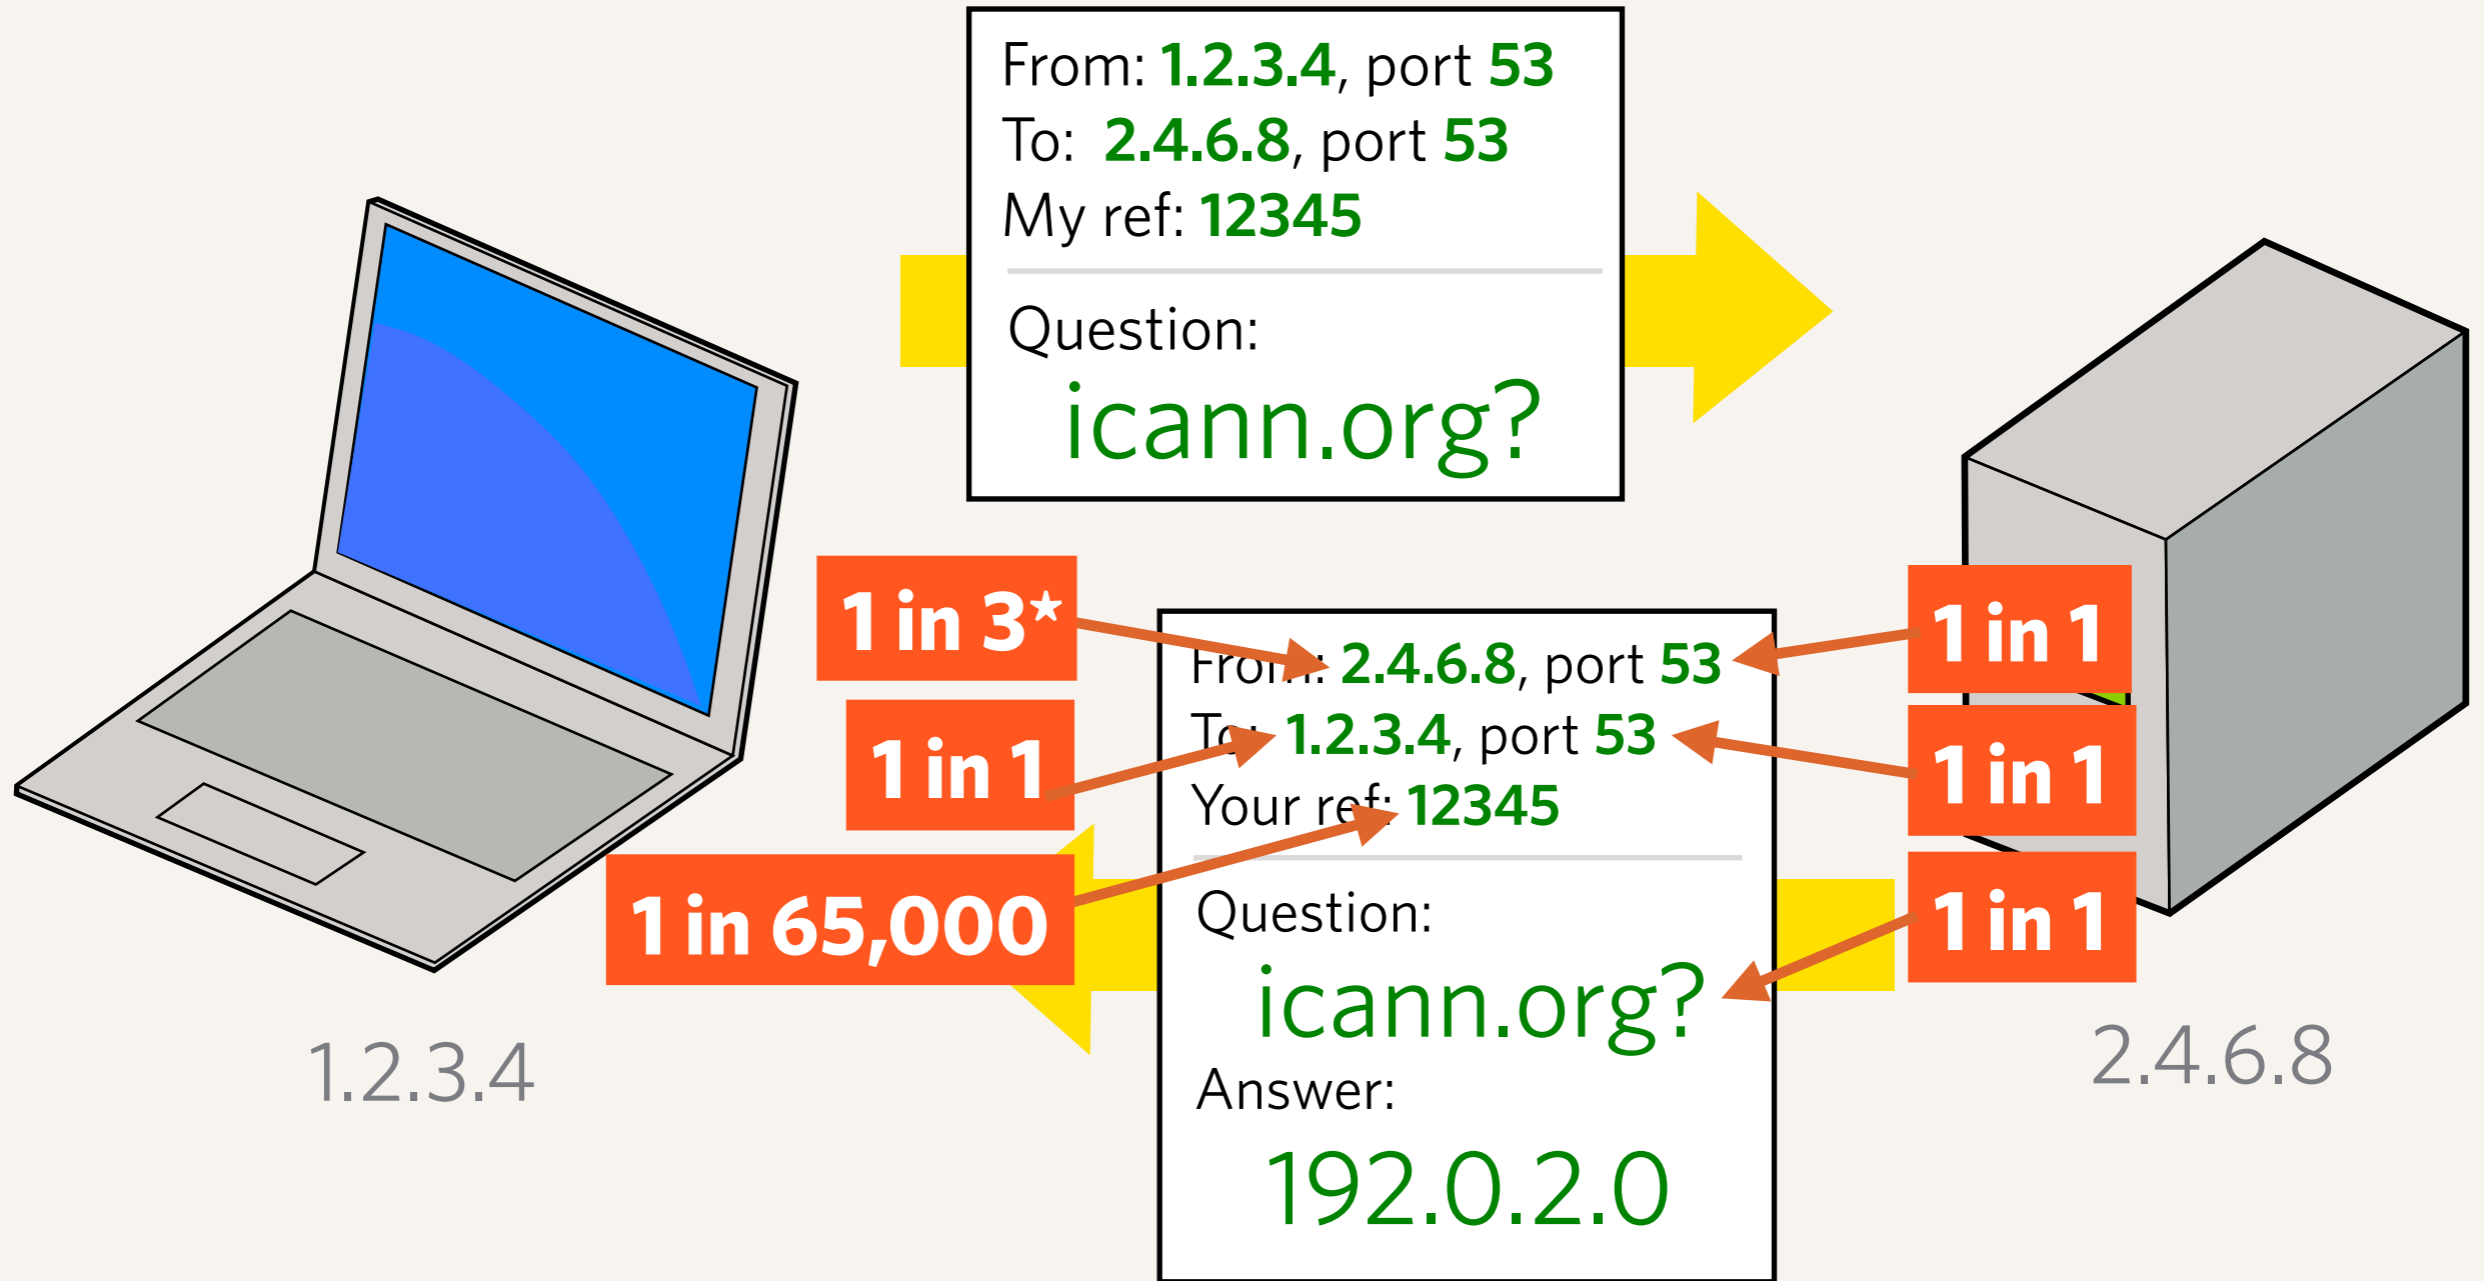 From: 1.2.3.4, port 53
To: 2.4.6.8, port 53
My ref: 12345
Question:
icann.org?
1 in 3*
1 in 1
1 in 65,000
From: 2.4.6.8, port 53
To: 1.2.3.4, port 53
Your ref: 12345
Question:
icann.org?
Answer:
192.0.2.0
1 in 1
1 in 1
1 in 1
1.2.3.4
2.4.6.8